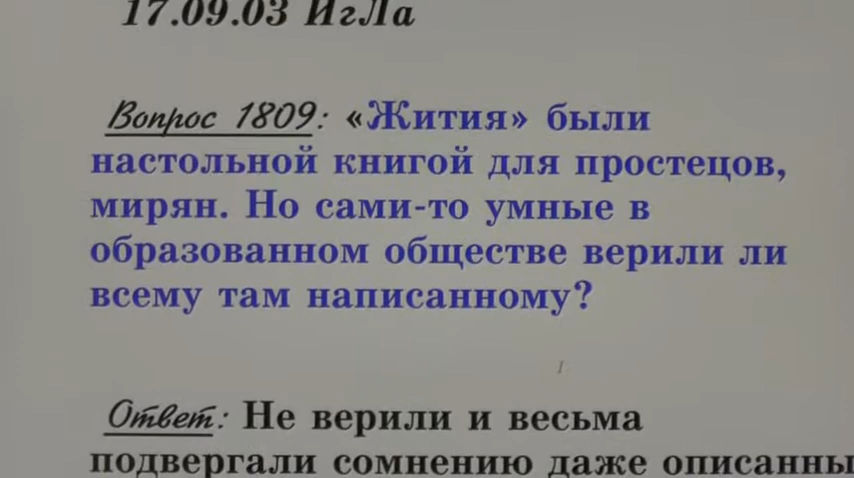 17.09.03 ИгЛа
Вопрос 1809: «Жития» были
настольной книгой для простецов,
мирян. Но сами-то умные в
образованном обществе верили ли
всему там написанному?
Ответ: Не верили и весьма
подвергали сомнению даже описанны